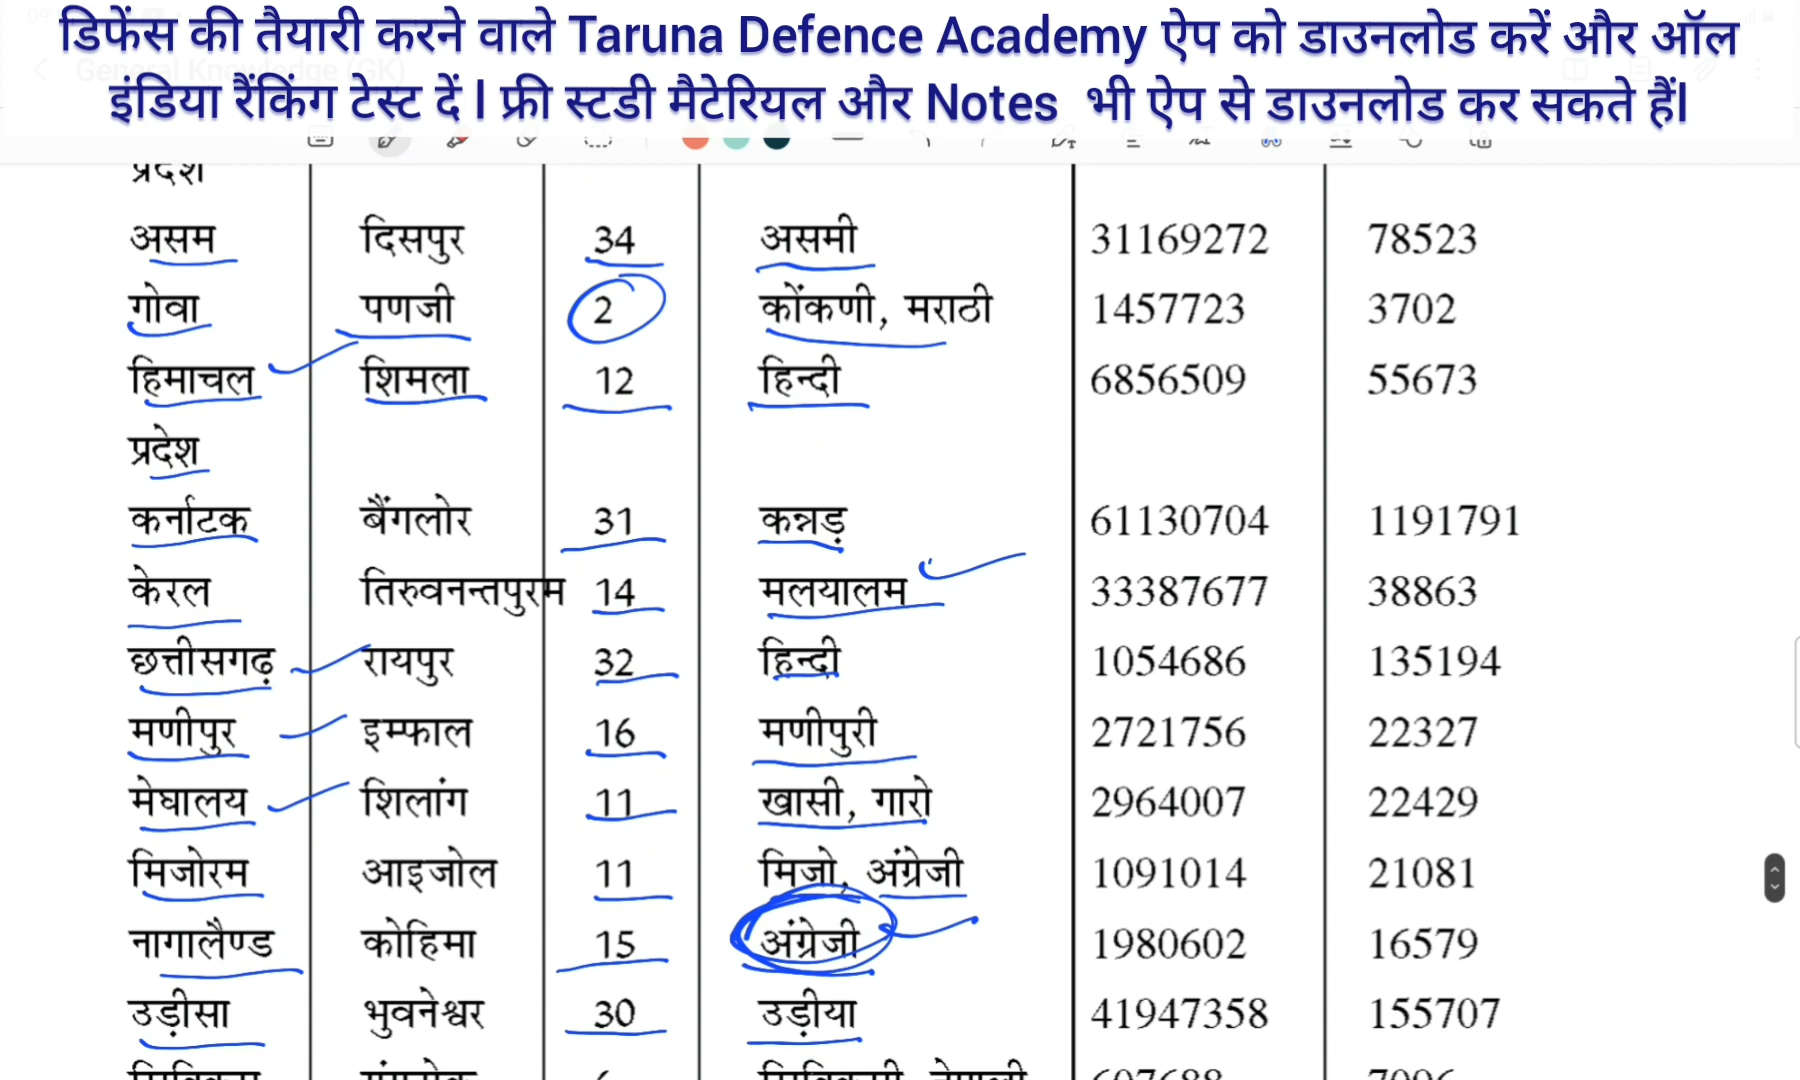 डिफेंस की तैयारी करने वाले Taruna Defence Academy ऐप को डाउनलोड करें और ऑल
इंडिया रैंकिंग टेस्ट दें l फ्री स्टडी मैटेरियल और Notes भी ऐप से डाउनलोड कर सकते हैंl
General Knowledge (GK)
प्रदेश
असम दिसपुर 34 असमी 31169272 78523
गोवा पणजी 2 कोंकणी, मराठी 1457723 3702
हिमाचल शिमला 12 हिन्दी 6856509 55673
प्रदेश
कर्नाटक बैंगलोर 31 कन्नड़ 61130704 1191791
केरल तिरुवनन्तपुरम 14 मलयालम 33387677 38863
छत्तीसगढ़ रायपुर 32 हिन्दी 1054686 135194
मणीपुर इम्फाल 16 मणीपुरी 2721756 22327
मेघालय शिलांग 11 खासी, गारो 2964007 22429
मिजोरम आइजोल 11 मिजो, अंग्रेजी 1091014 21081
नागालैण्ड कोहिमा 15 अंग्रेजी 1980602 16579
उड़ीसा भुवनेश्वर 30 उड़ीया 41947358 155707